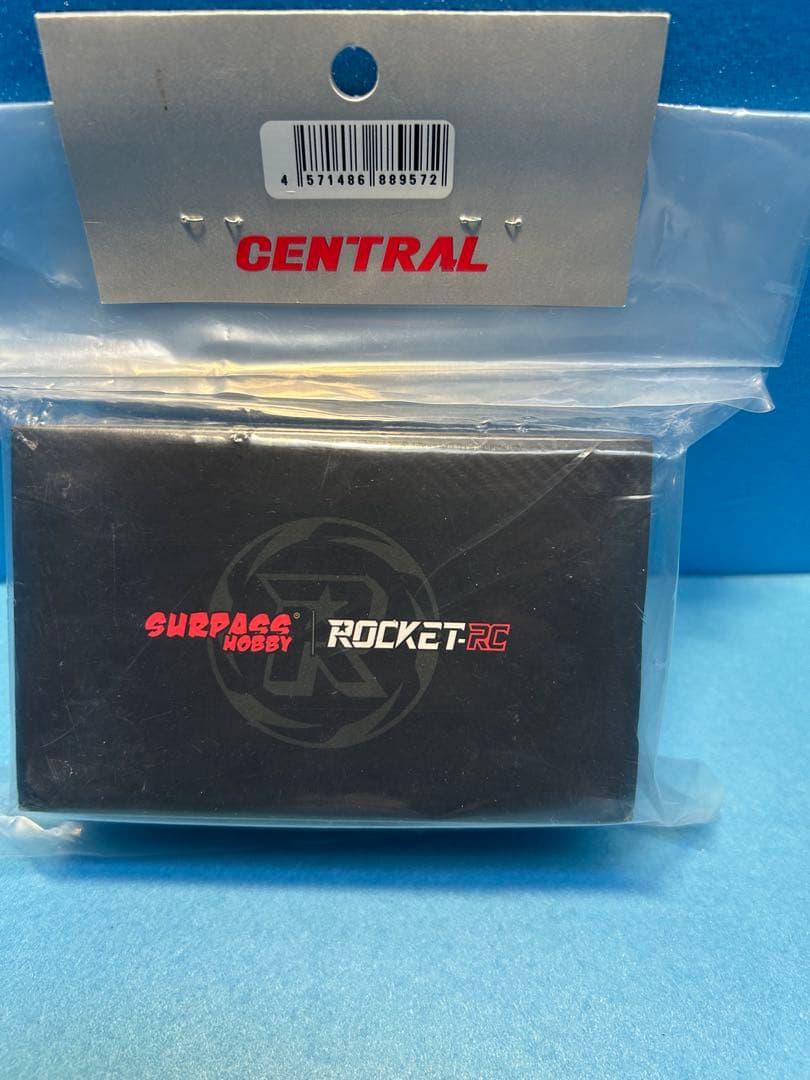 4 571486 889572
CENTRAL
R
SURPASS® | ROCKET-RC
HOBBY